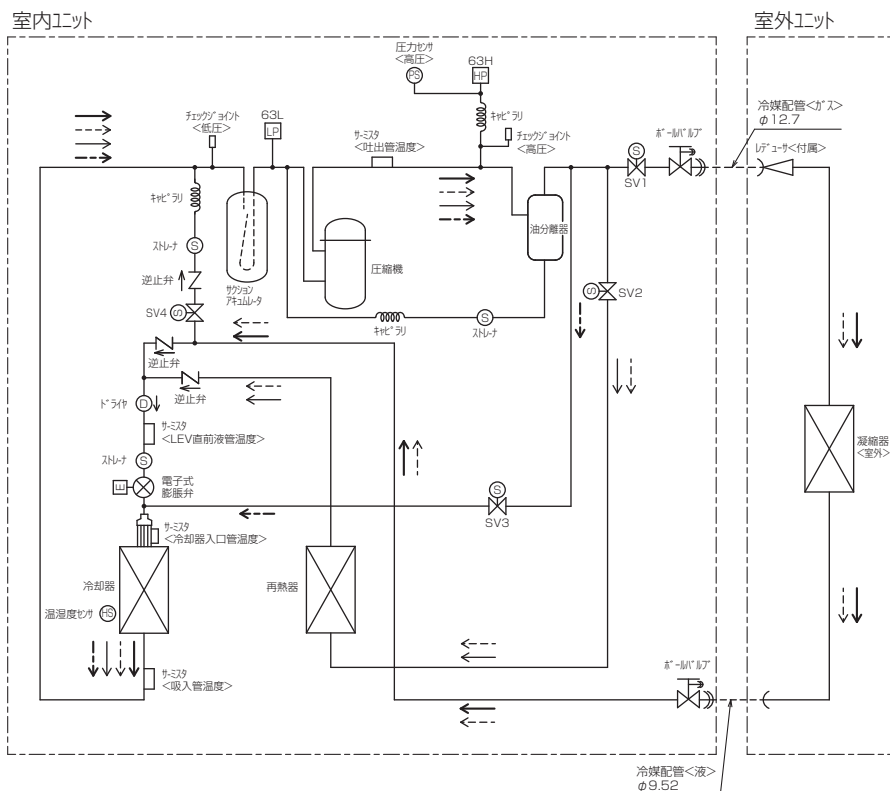 室内ユニット
室外ユニット
圧力センサ
<高圧>
PS
63H
HP
キャピラリ
チェックジョイント
<高圧>
チェックジョイント
<低圧>
63L
LP
サーミスタ
<吐出管温度>
冷媒配管<ガス>
φ12.7
ボールバルブ
レデューサ<付属>
S
SV1
キャピラリ
ストレーナ
S
逆止弁
SV4
S
サクション
アキュムレータ
圧縮機
油分離器
S
SV2
キャピラリ
S
ストレーナ
逆止弁
逆止弁
ドライヤ
D
サーミスタ
<LEV直前液管温度>
ストレーナ
S
E
電子式
膨脹弁
S
SV3
凝縮器
<室外>
サーミスタ
<冷却器入口管温度>
冷却器
再熱器
温湿度センサ
HS
サーミスタ
<吸入管温度>
ボールバルブ
冷媒配管<液>
φ9.52